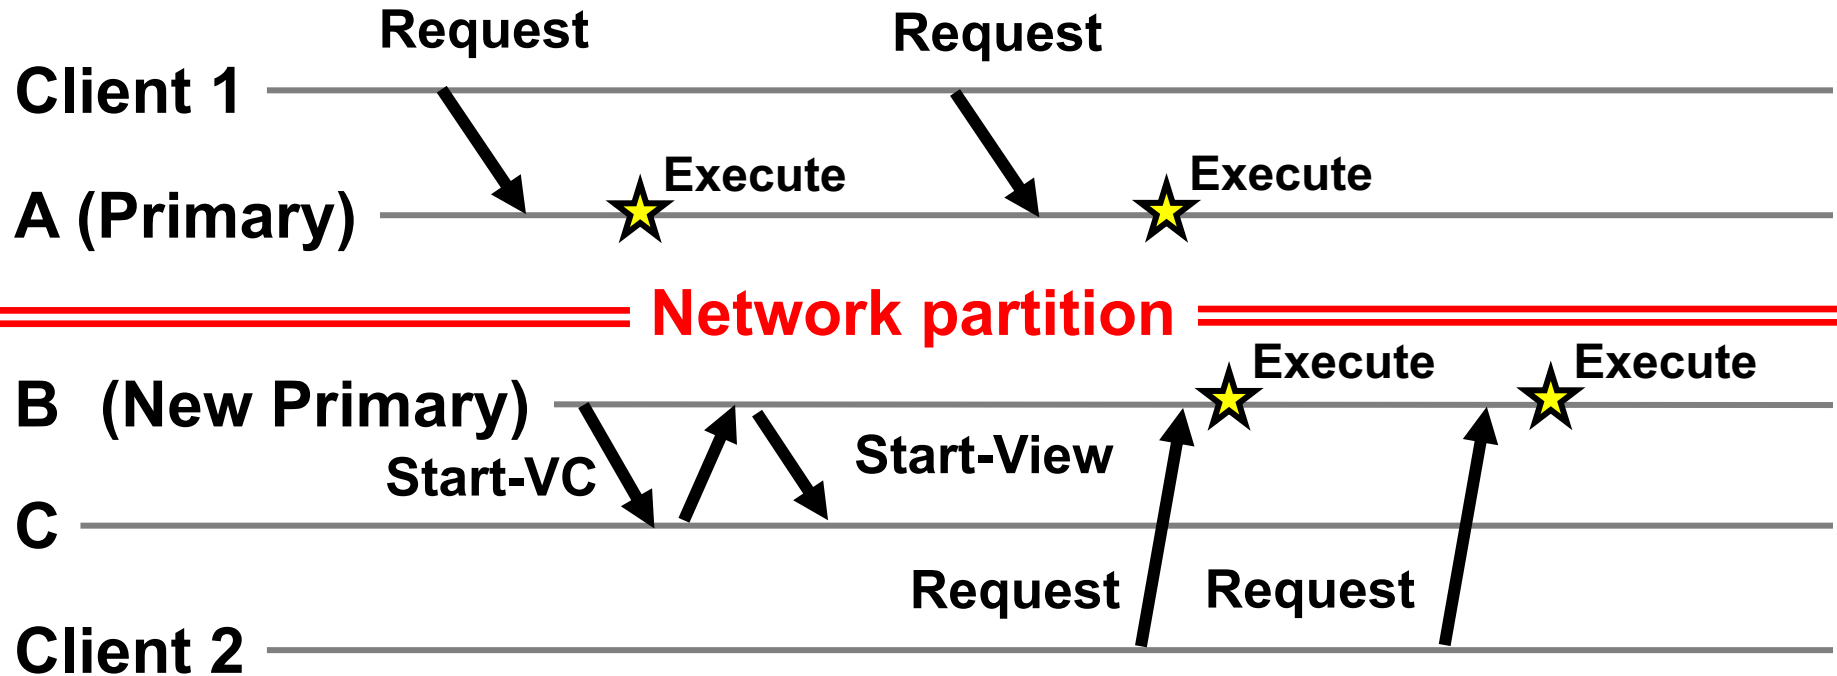 Request Request
Client 1
Execute Execute
A (Primary)
Network partition
Execute Execute
B (New Primary)
Start-VC Start-View
C
Request Request
Client 2